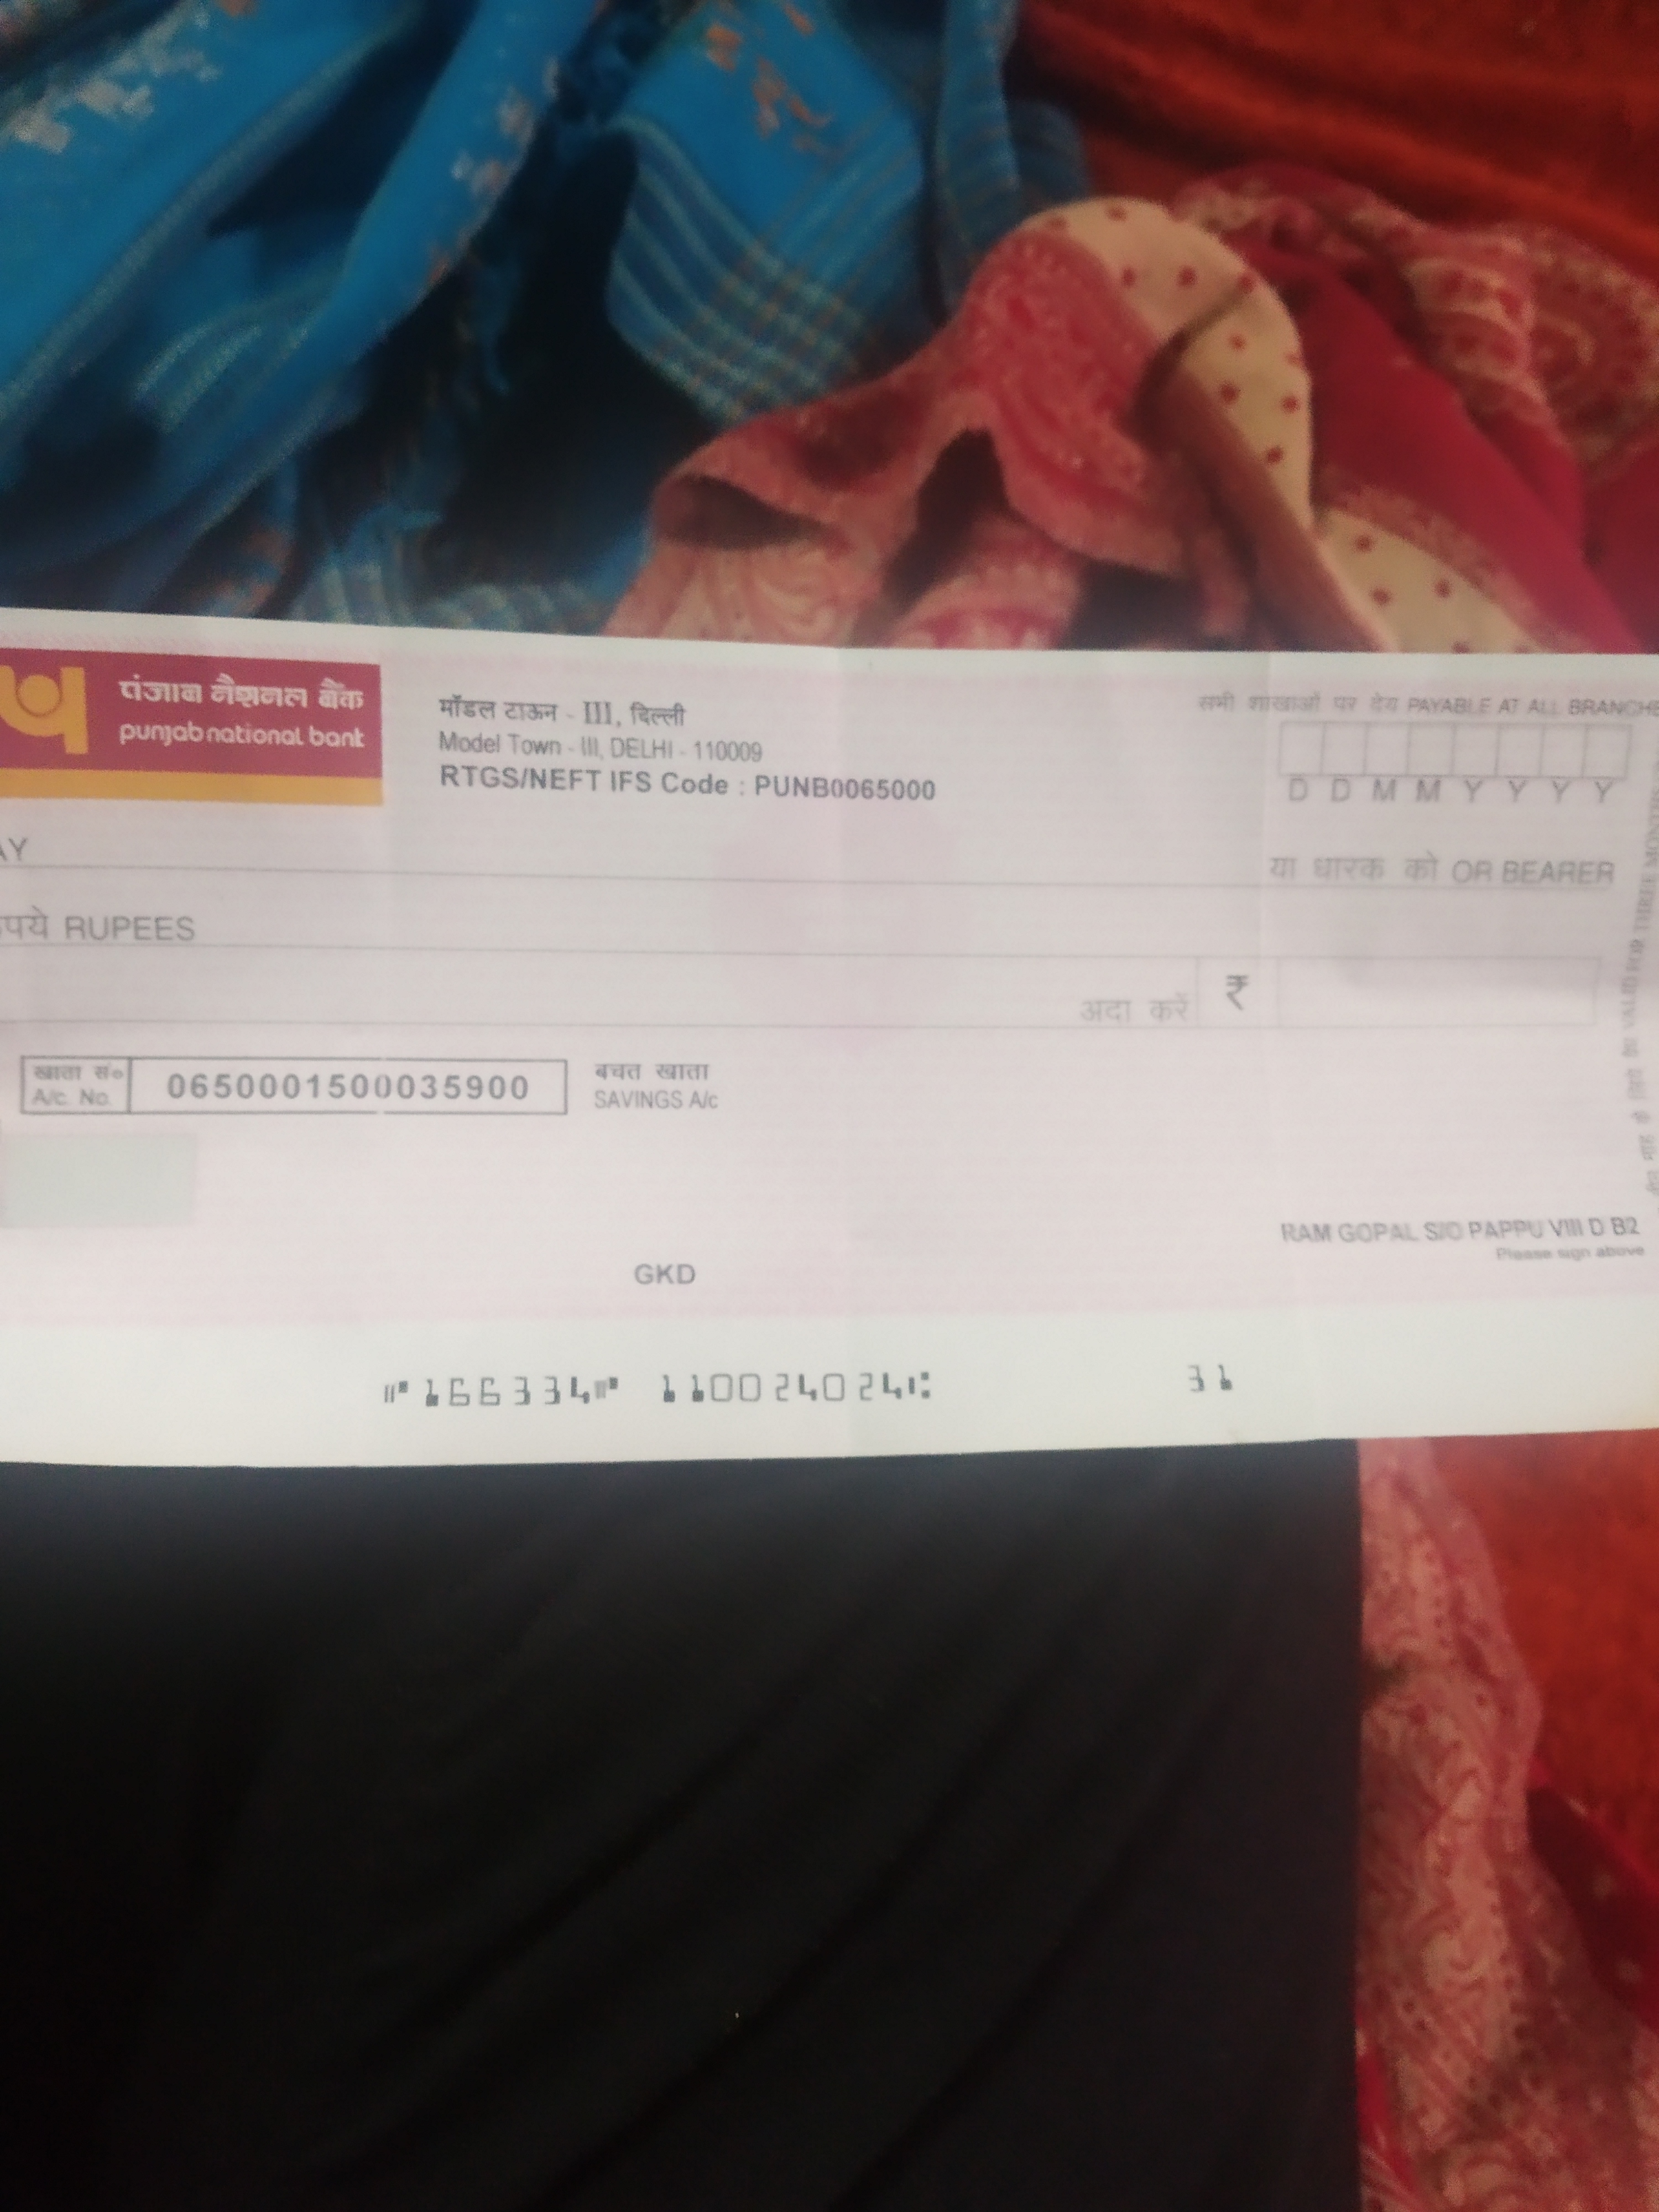 पंजाब नैशनल बैंक
punjab national bank
मॉडल टाऊन - III, दिल्ली
Model Town - III, DELHI - 110009
RTGS/NEFT IFS Code : PUNB0065000
सभी शाखाओं पर देय PAYABLE AT ALL BRANCHE
D D M M Y Y Y Y
AY
या धारक को OR BEARER
रुपये RUPEES
अदा करें ₹
खाता सं०
A/c. No.
0650001500035900
बचत खाता
SAVINGS A/c
VALID FOR THREE MONTHS
RAM GOPAL S/O PAPPU VIII D B2
Please sign above
GKD
⑈166334⑈ 110024024⑆ 31